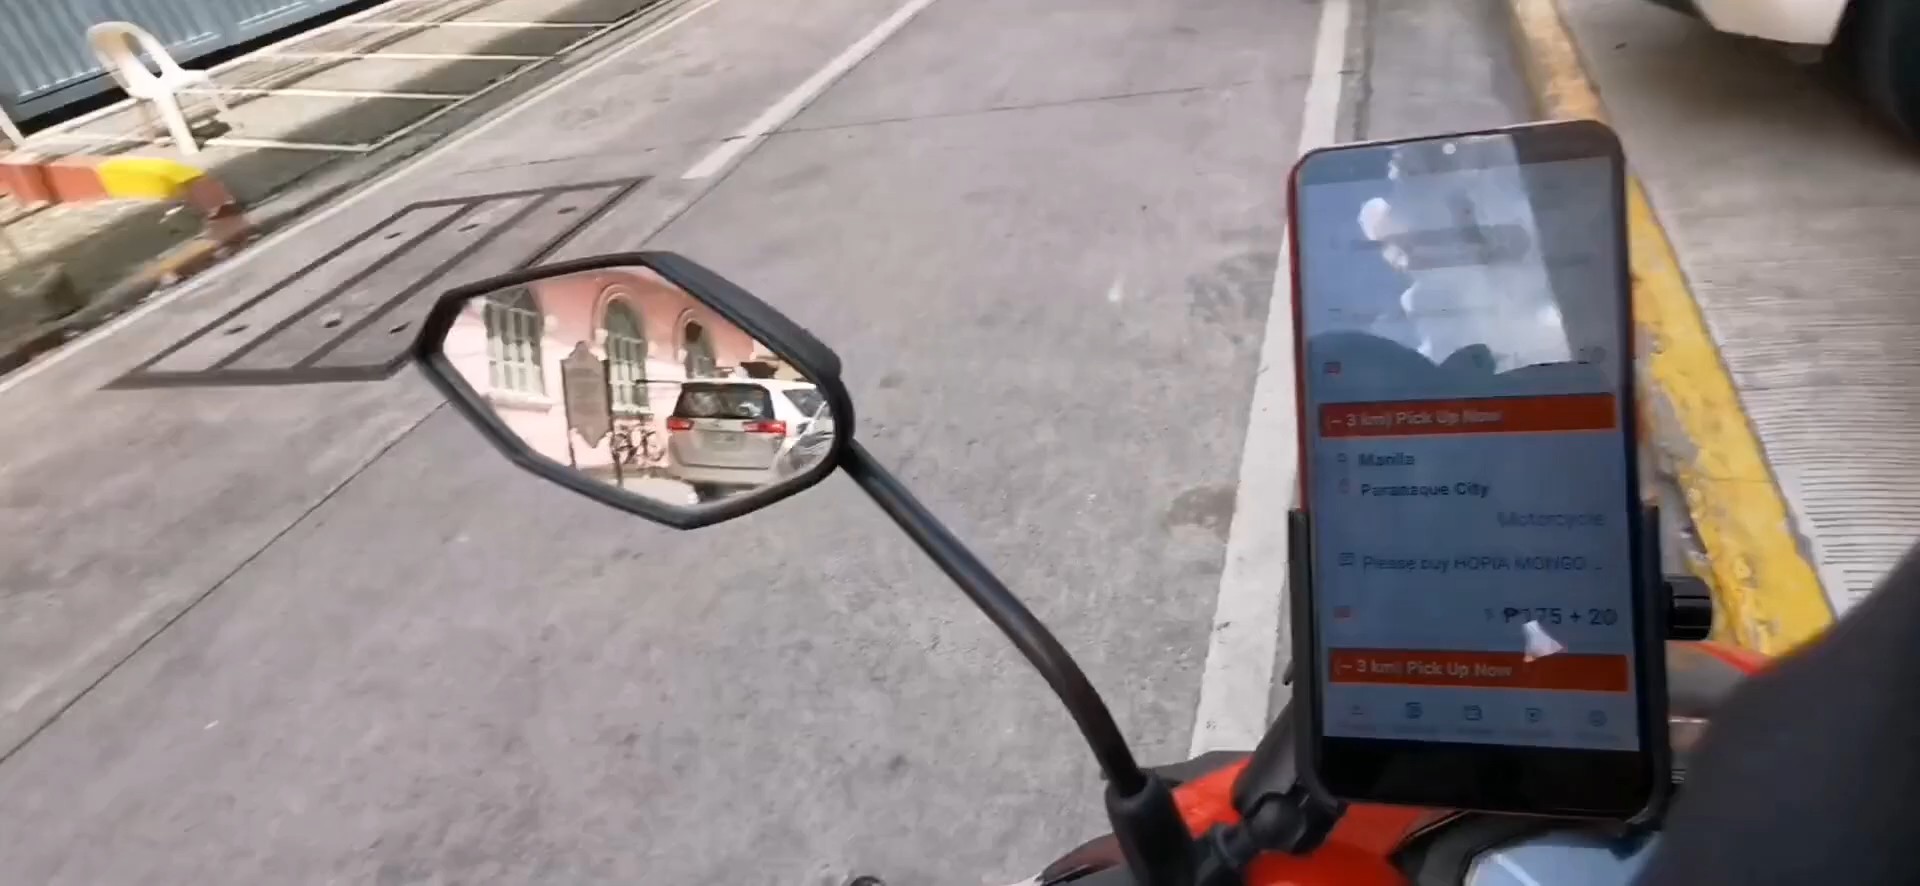 (~ 3 km) Pick Up Now
Manila
Paranaque City
Motorcycle
Please buy HOPIA MONGO ...
₱175 + 20
(~ 3 km) Pick Up Now